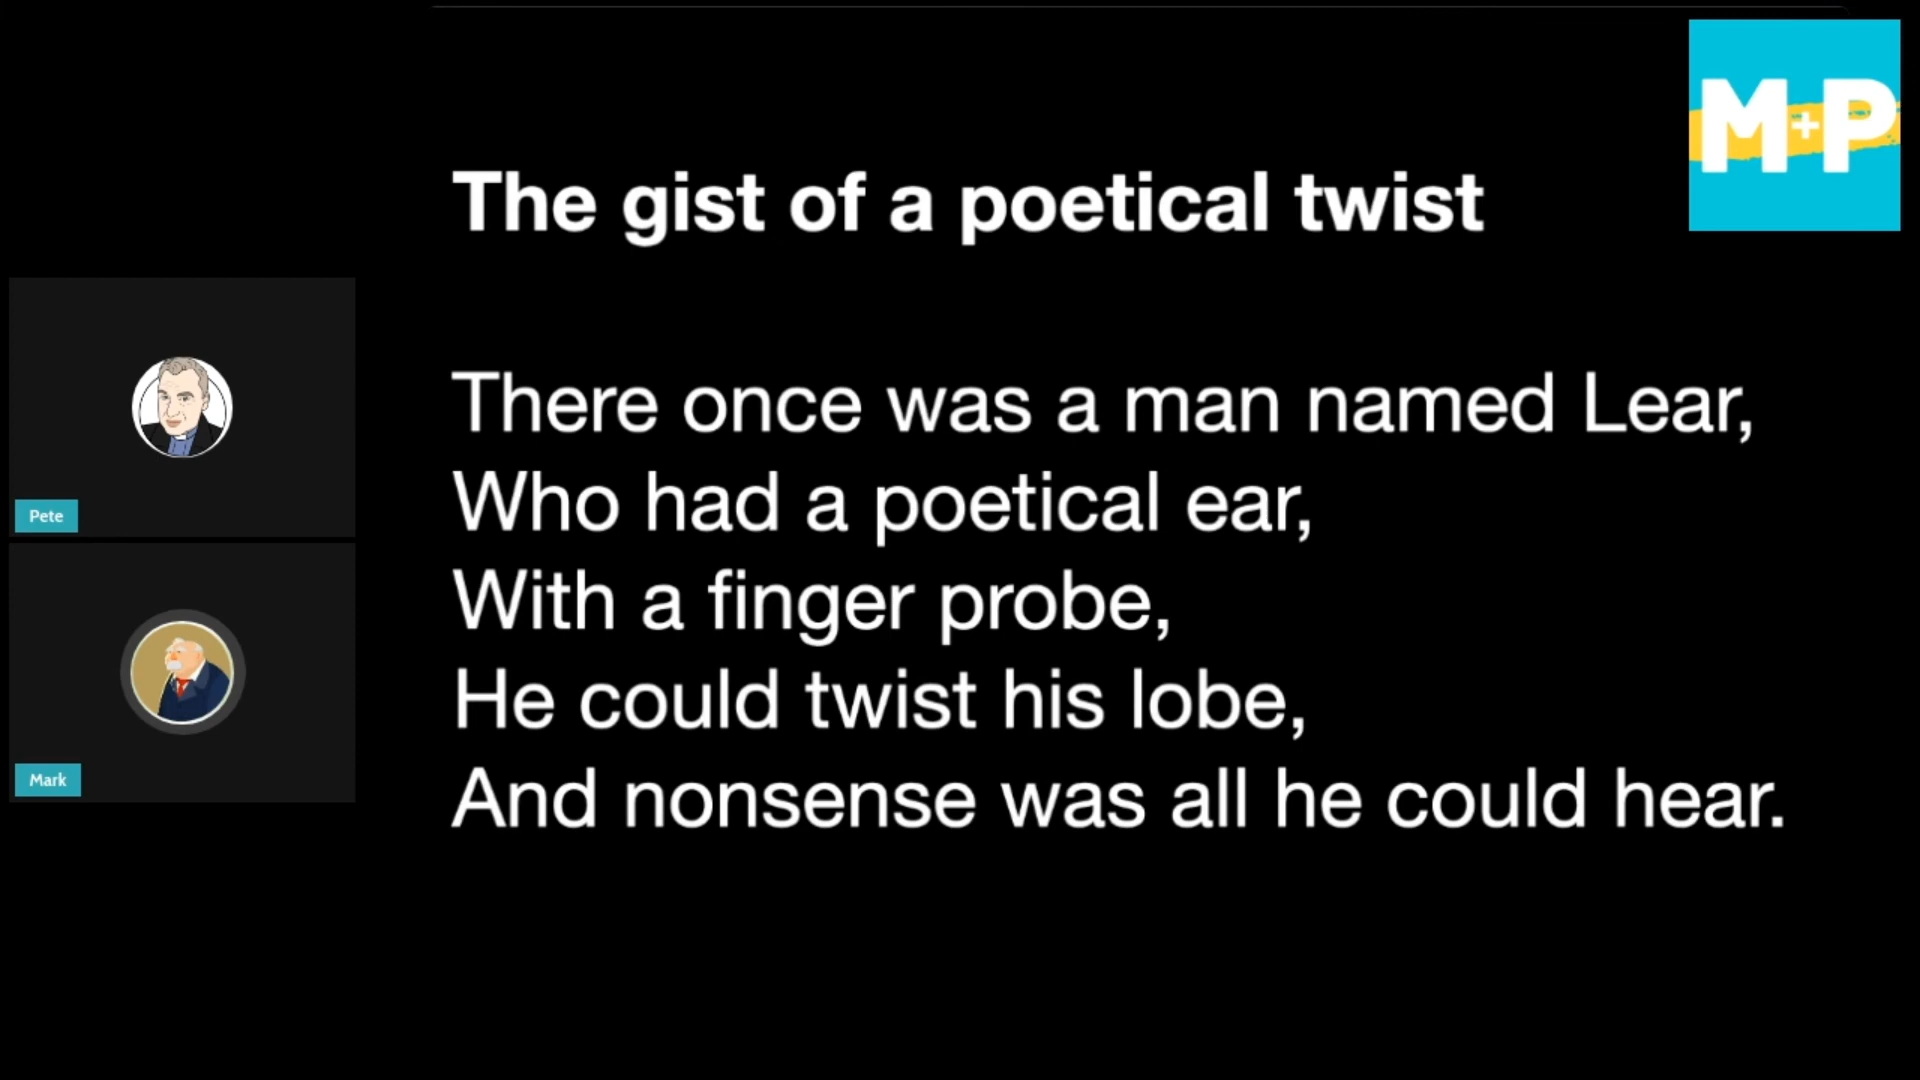 M+P
The gist of a poetical twist
There once was a man named Lear,
Who had a poetical ear,
With a finger probe,
He could twist his lobe,
And nonsense was all he could hear.
Pete
Mark